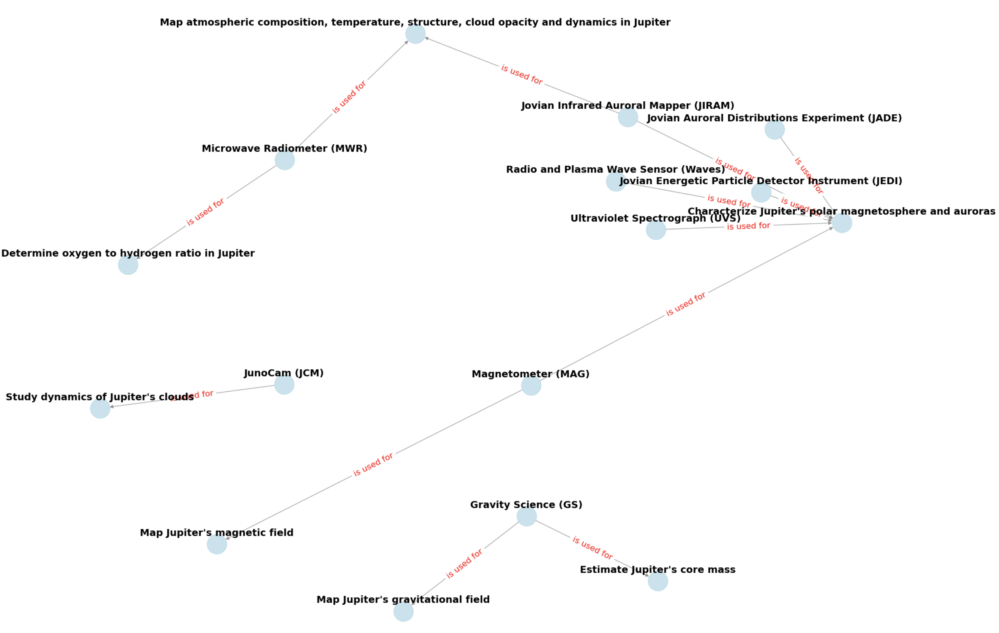 Map atmospheric composition, temperature, structure, cloud opacity and dynamics in Jupiter
is used for
is used for
Jovian Infrared Auroral Mapper (JIRAM)
Jovian Auroral Distributions Experiment (JADE)
Microwave Radiometer (MWR)
is used for
is used for
Radio and Plasma Wave Sensor (Waves)
Jovian Energetic Particle Detector Instrument (JEDI)
is used for
is used for
is used for
Characterize Jupiter's polar magnetosphere and auroras
Ultraviolet Spectrograph (UVS)
is used for
Determine oxygen to hydrogen ratio in Jupiter
is used for
JunoCam (JCM)
Magnetometer (MAG)
is used for
Study dynamics of Jupiter's clouds
is used for
Gravity Science (GS)
Map Jupiter's magnetic field
is used for
is used for
Estimate Jupiter's core mass
Map Jupiter's gravitational field